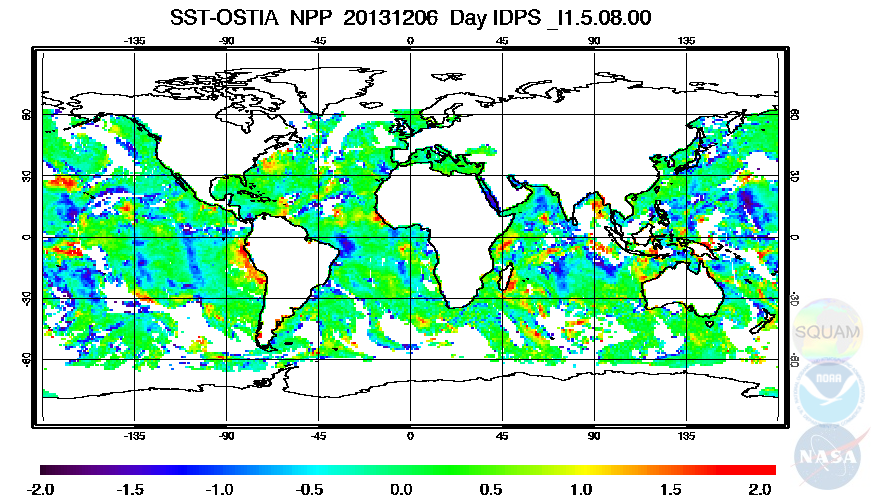 SST-OSTIA NPP 20131206 Day IDPS _I1.5.08.00
-135 -90 -45 0 45 90 135
60 60
30 30
0 0
-30 -30
-60 -60
-135 -90 -45 0 45 90 135
SQUAM
NOAA
NASA
-2.0 -1.5 -1.0 -0.5 0.0 0.5 1.0 1.5 2.0